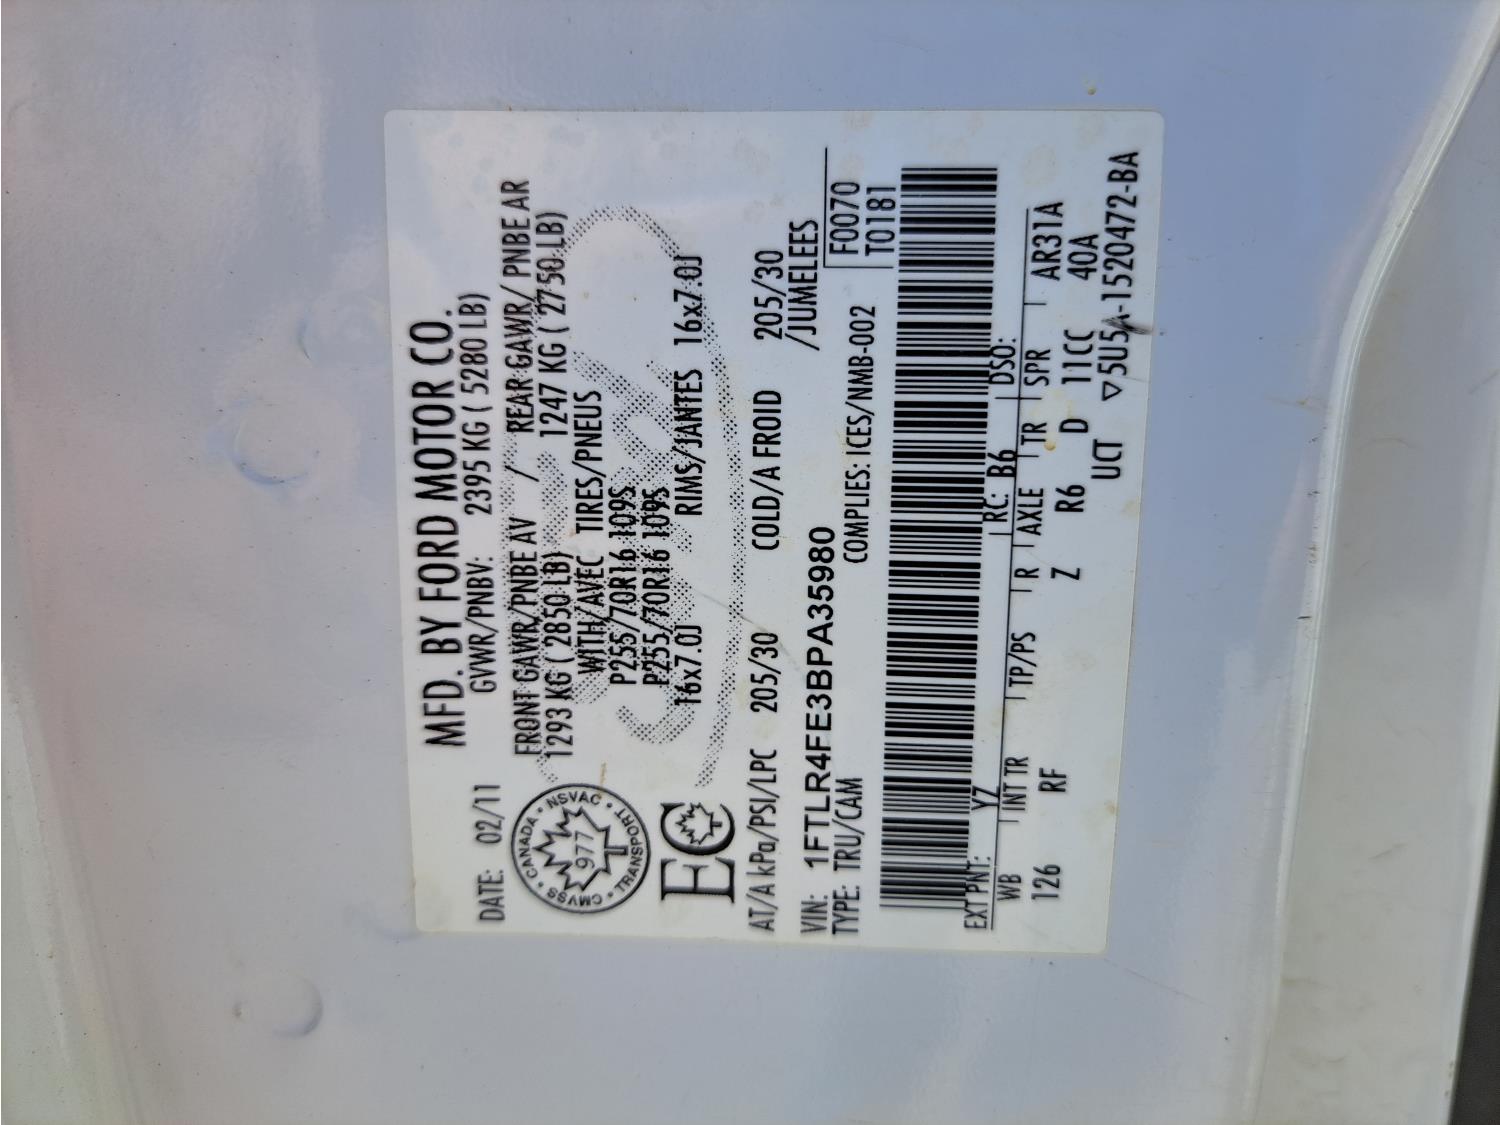 MFD. BY FORD MOTOR CO.
DATE: 02/11 GVWR/PNBV: 2395 KG ( 5280 LB)
FRONT GAWR/PNBE AV / REAR GAWR/ PNBE AR
1293 KG ( 2850 LB) 1247 KG ( 2750 LB)
WITH/AVEC TIRES/PNEUS
P255/70R16 109S
P255/70R16 109S
16x7.0J RIMS/JANTES 16x7.0J
CANADA • NSVAC • TRANSPORT • CMVSS •
977
EC
AT/A kPa/PSI/LPC 205/30 COLD/A FROID 205/30
/JUMELEES
VIN: 1FTLR4FE3BPA35980
F0070
TYPE: TRU/CAM COMPLIES: ICES/NMB-002 T0181
EXT PNT: YZ RC: B6 DSO:
WB INT TR TP/PS R AXLE TR SPR AR31A
126 RF Z R6 D 11CC 40A
UCT ▽5U5A-1520472-BA
Ford